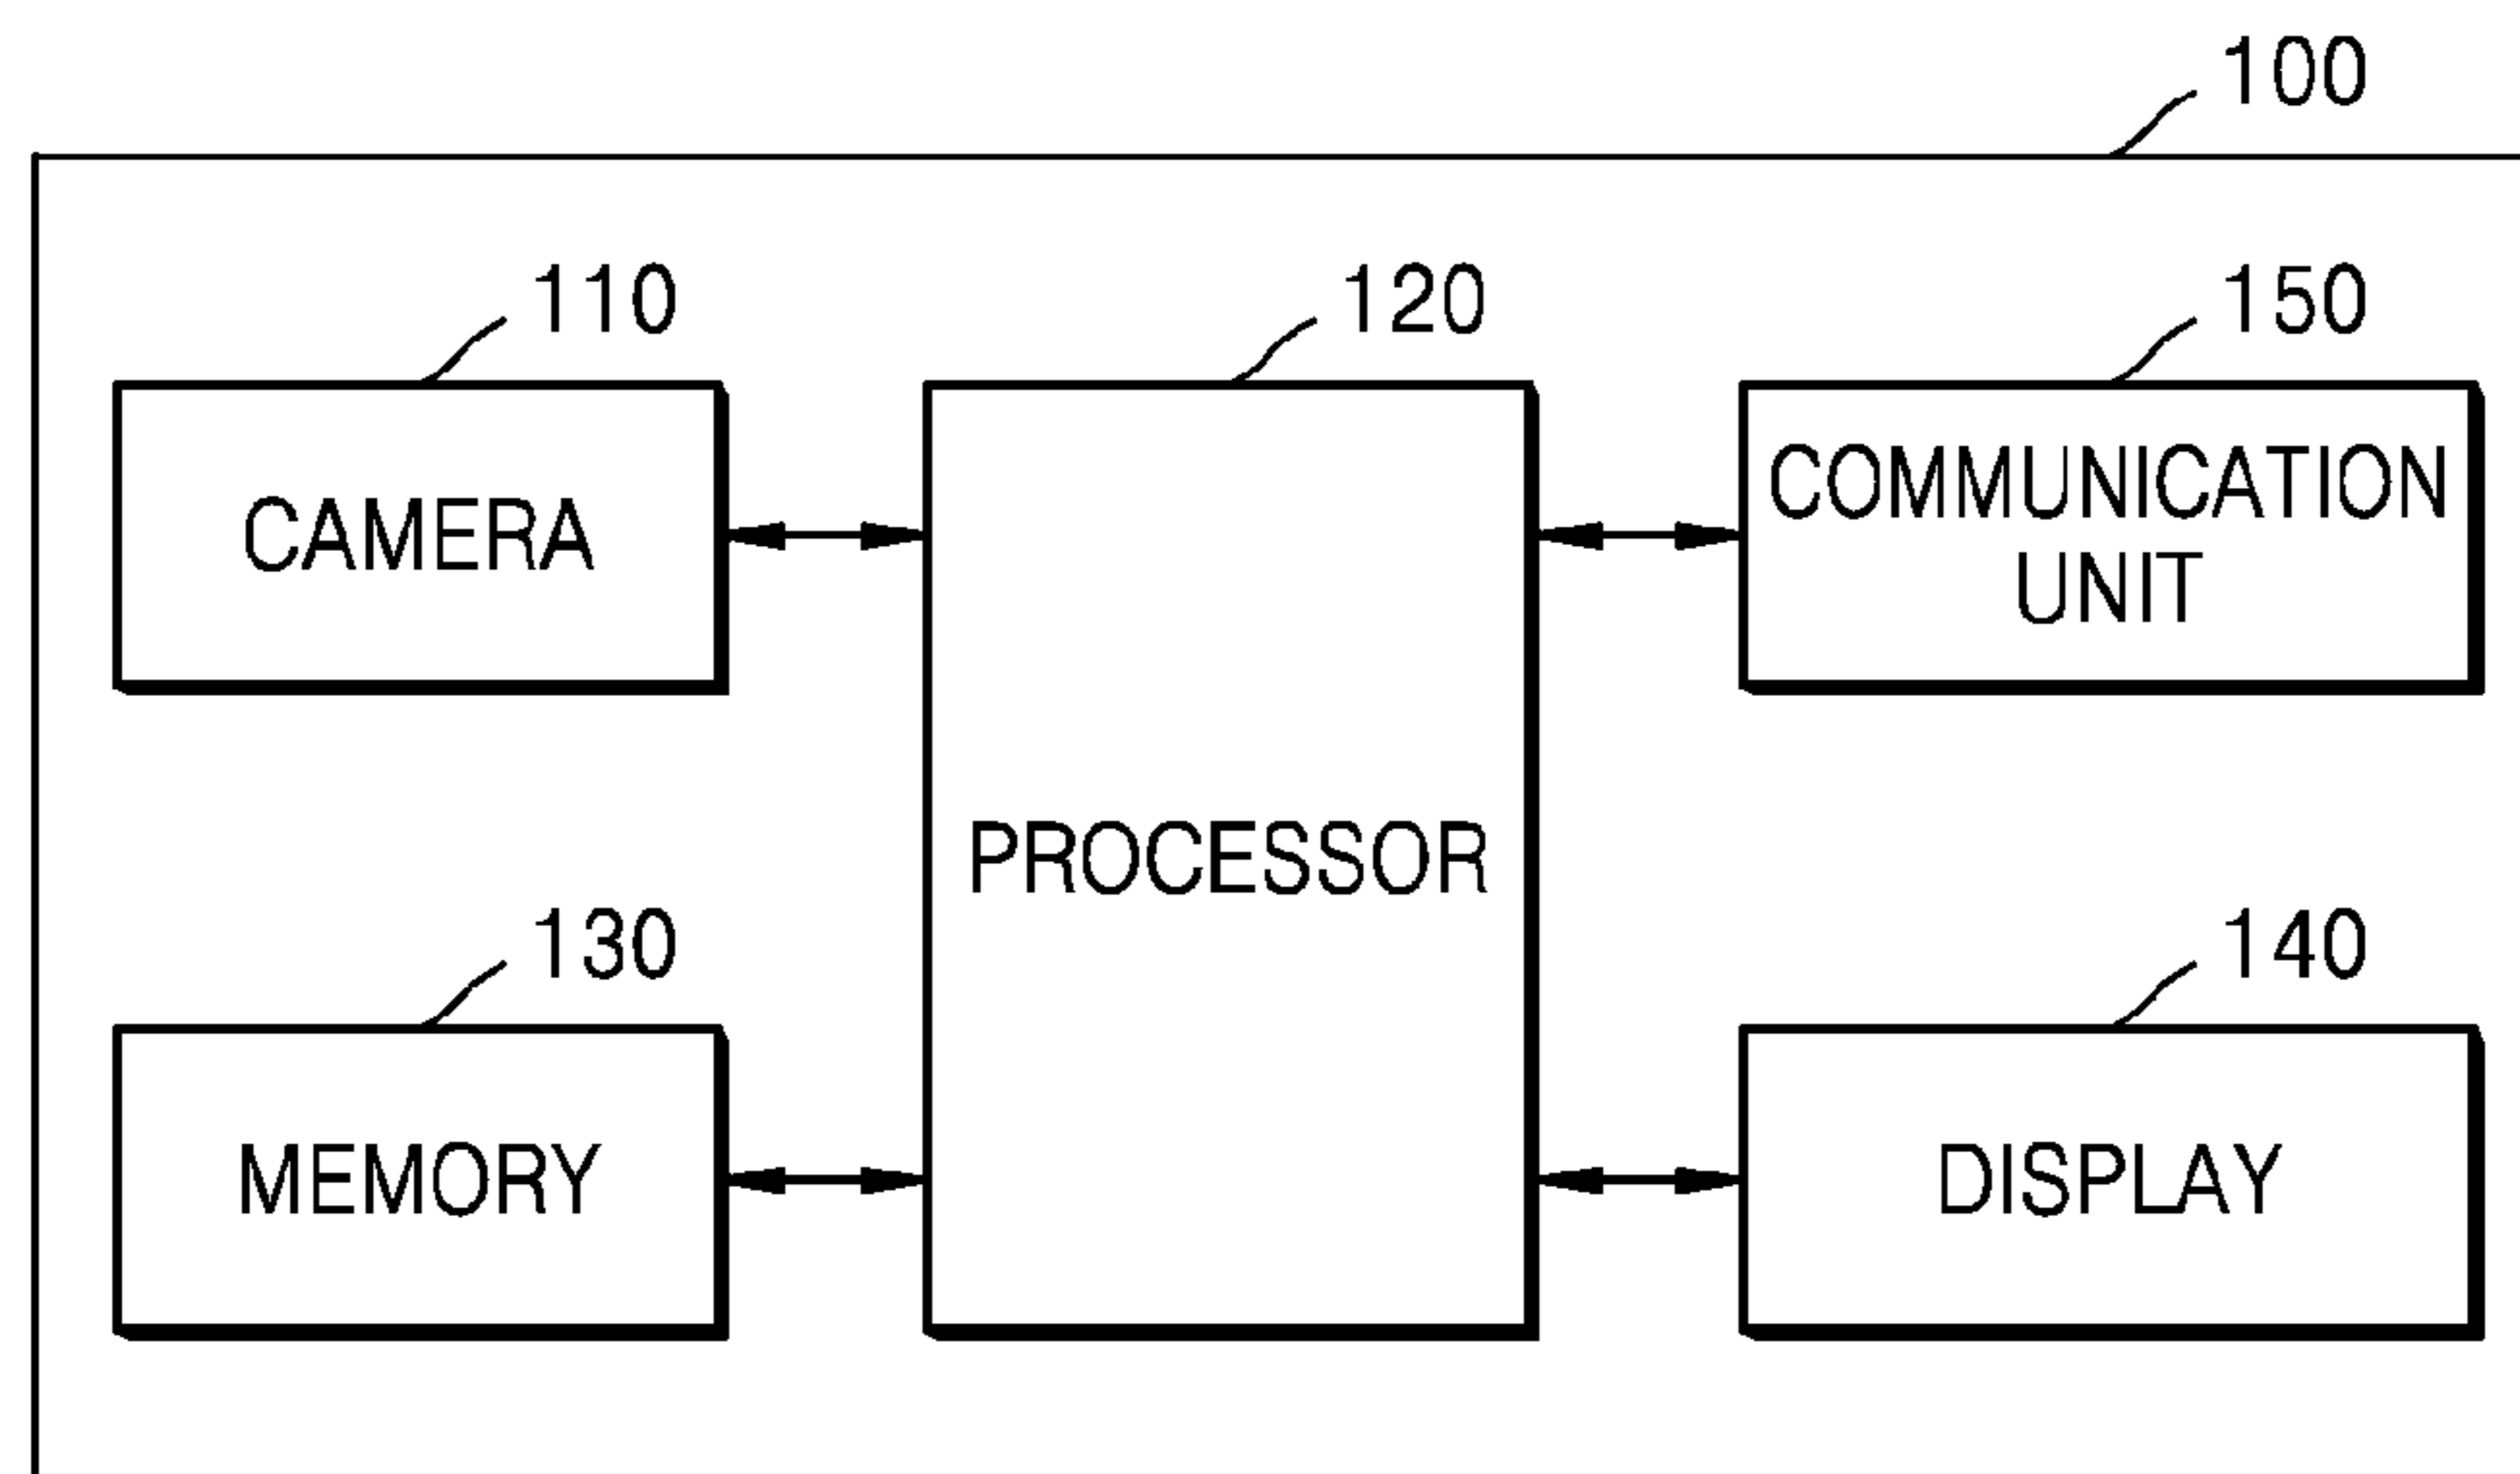 100
110
120
150
CAMERA
COMMUNICATION
UNIT
PROCESSOR
130
140
MEMORY
DISPLAY